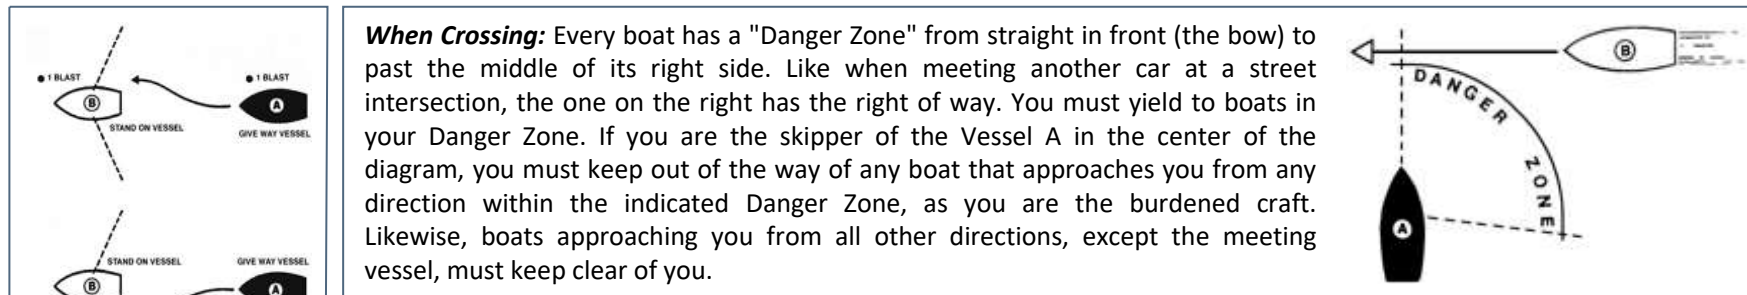 1 BLAST
1 BLAST
B
A
STAND ON VESSEL
GIVE WAY VESSEL
STAND ON VESSEL
GIVE WAY VESSEL
B
A
When Crossing: Every boat has a "Danger Zone" from straight in front (the bow) to
past the middle of its right side. Like when meeting another car at a street
intersection, the one on the right has the right of way. You must yield to boats in
your Danger Zone. If you are the skipper of the Vessel A in the center of the
diagram, you must keep out of the way of any boat that approaches you from any
direction within the indicated Danger Zone, as you are the burdened craft.
Likewise, boats approaching you from all other directions, except the meeting
vessel, must keep clear of you.
B
DANGER ZONE
A